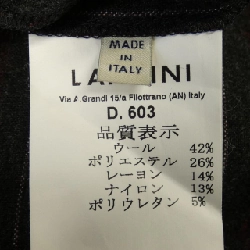 MADE
IN
ITALY
Via A.Grandi 15/a Filottrano (AN) Italy
D. 603
品質表示
ウール 42%
ポリエステル 26%
レーヨン 14%
ナイロン 13%
ポリウレタン 5%